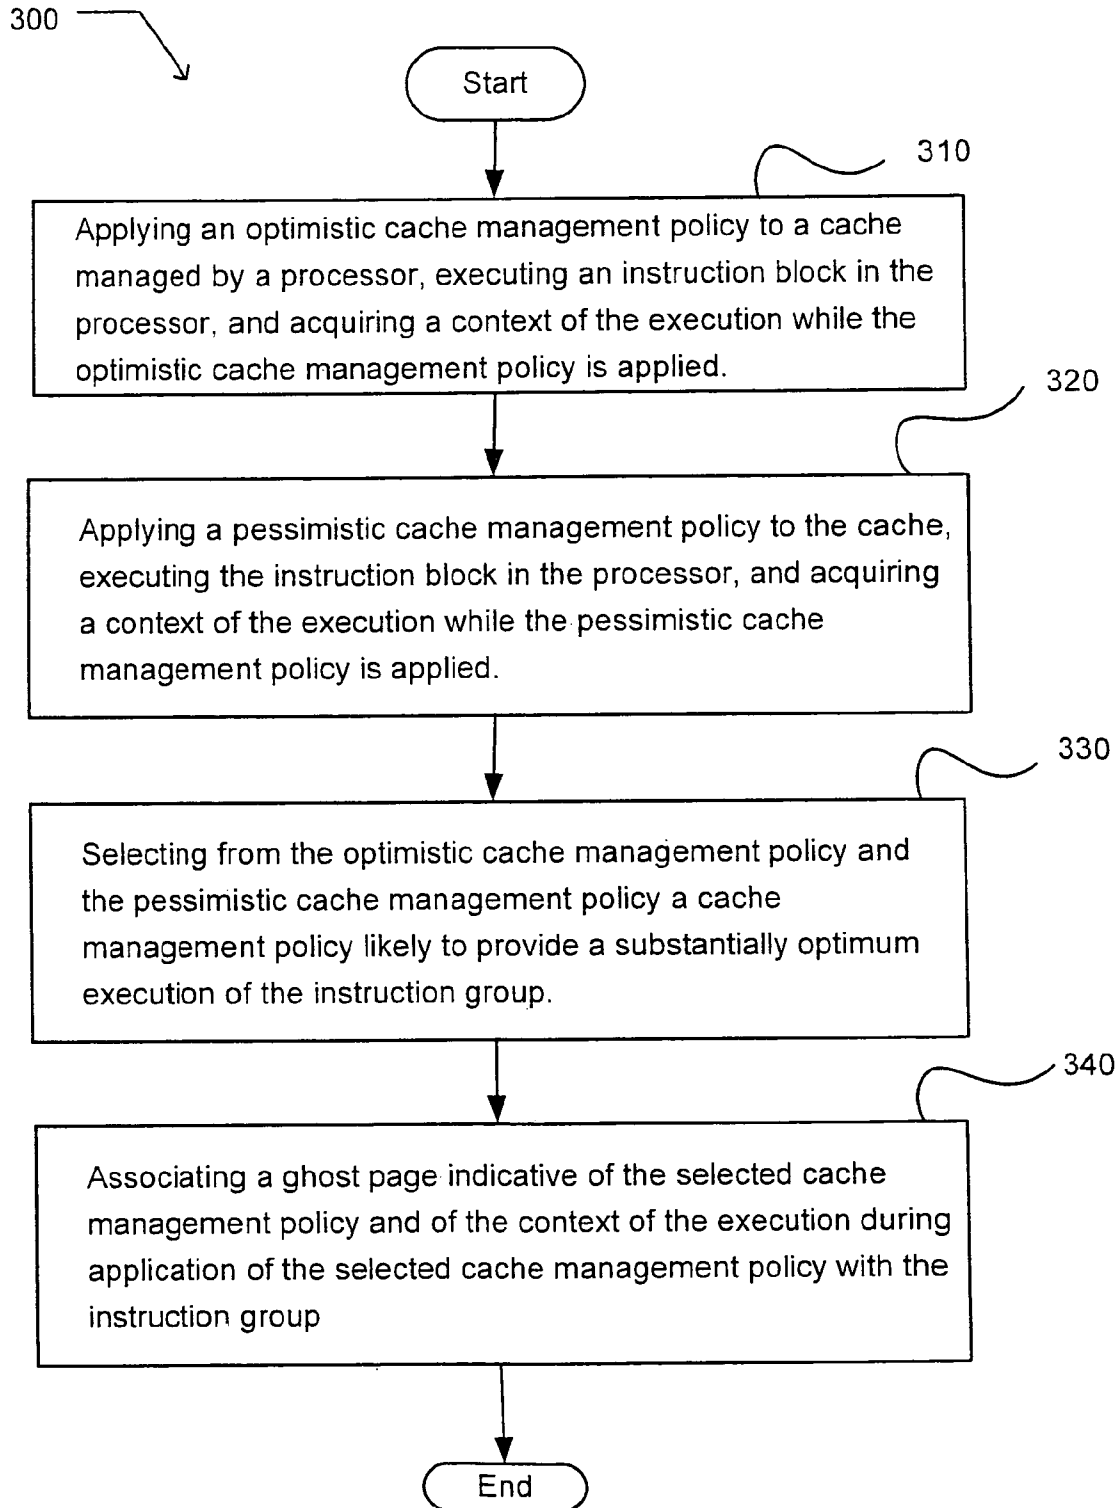 300
Start
310
Applying an optimistic cache management policy to a cache
managed by a processor, executing an instruction block in the
processor, and acquiring a context of the execution while the
optimistic cache management policy is applied.
320
Applying a pessimistic cache management policy to the cache,
executing the instruction block in the processor, and acquiring
a context of the execution while the pessimistic cache
management policy is applied.
330
Selecting from the optimistic cache management policy and
the pessimistic cache management policy a cache
management policy likely to provide a substantially optimum
execution of the instruction group.
340
Associating a ghost page indicative of the selected cache
management policy and of the context of the execution during
application of the selected cache management policy with the
instruction group
End